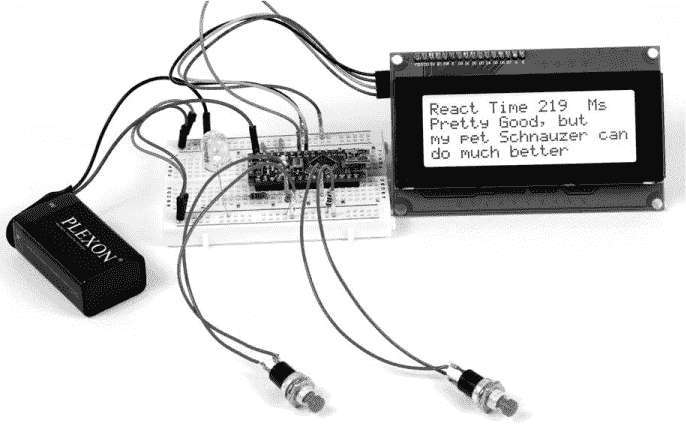 React Time 219  Ms
Pretty Good, but
my pet Schnauzer can
do much better
PLEXON®